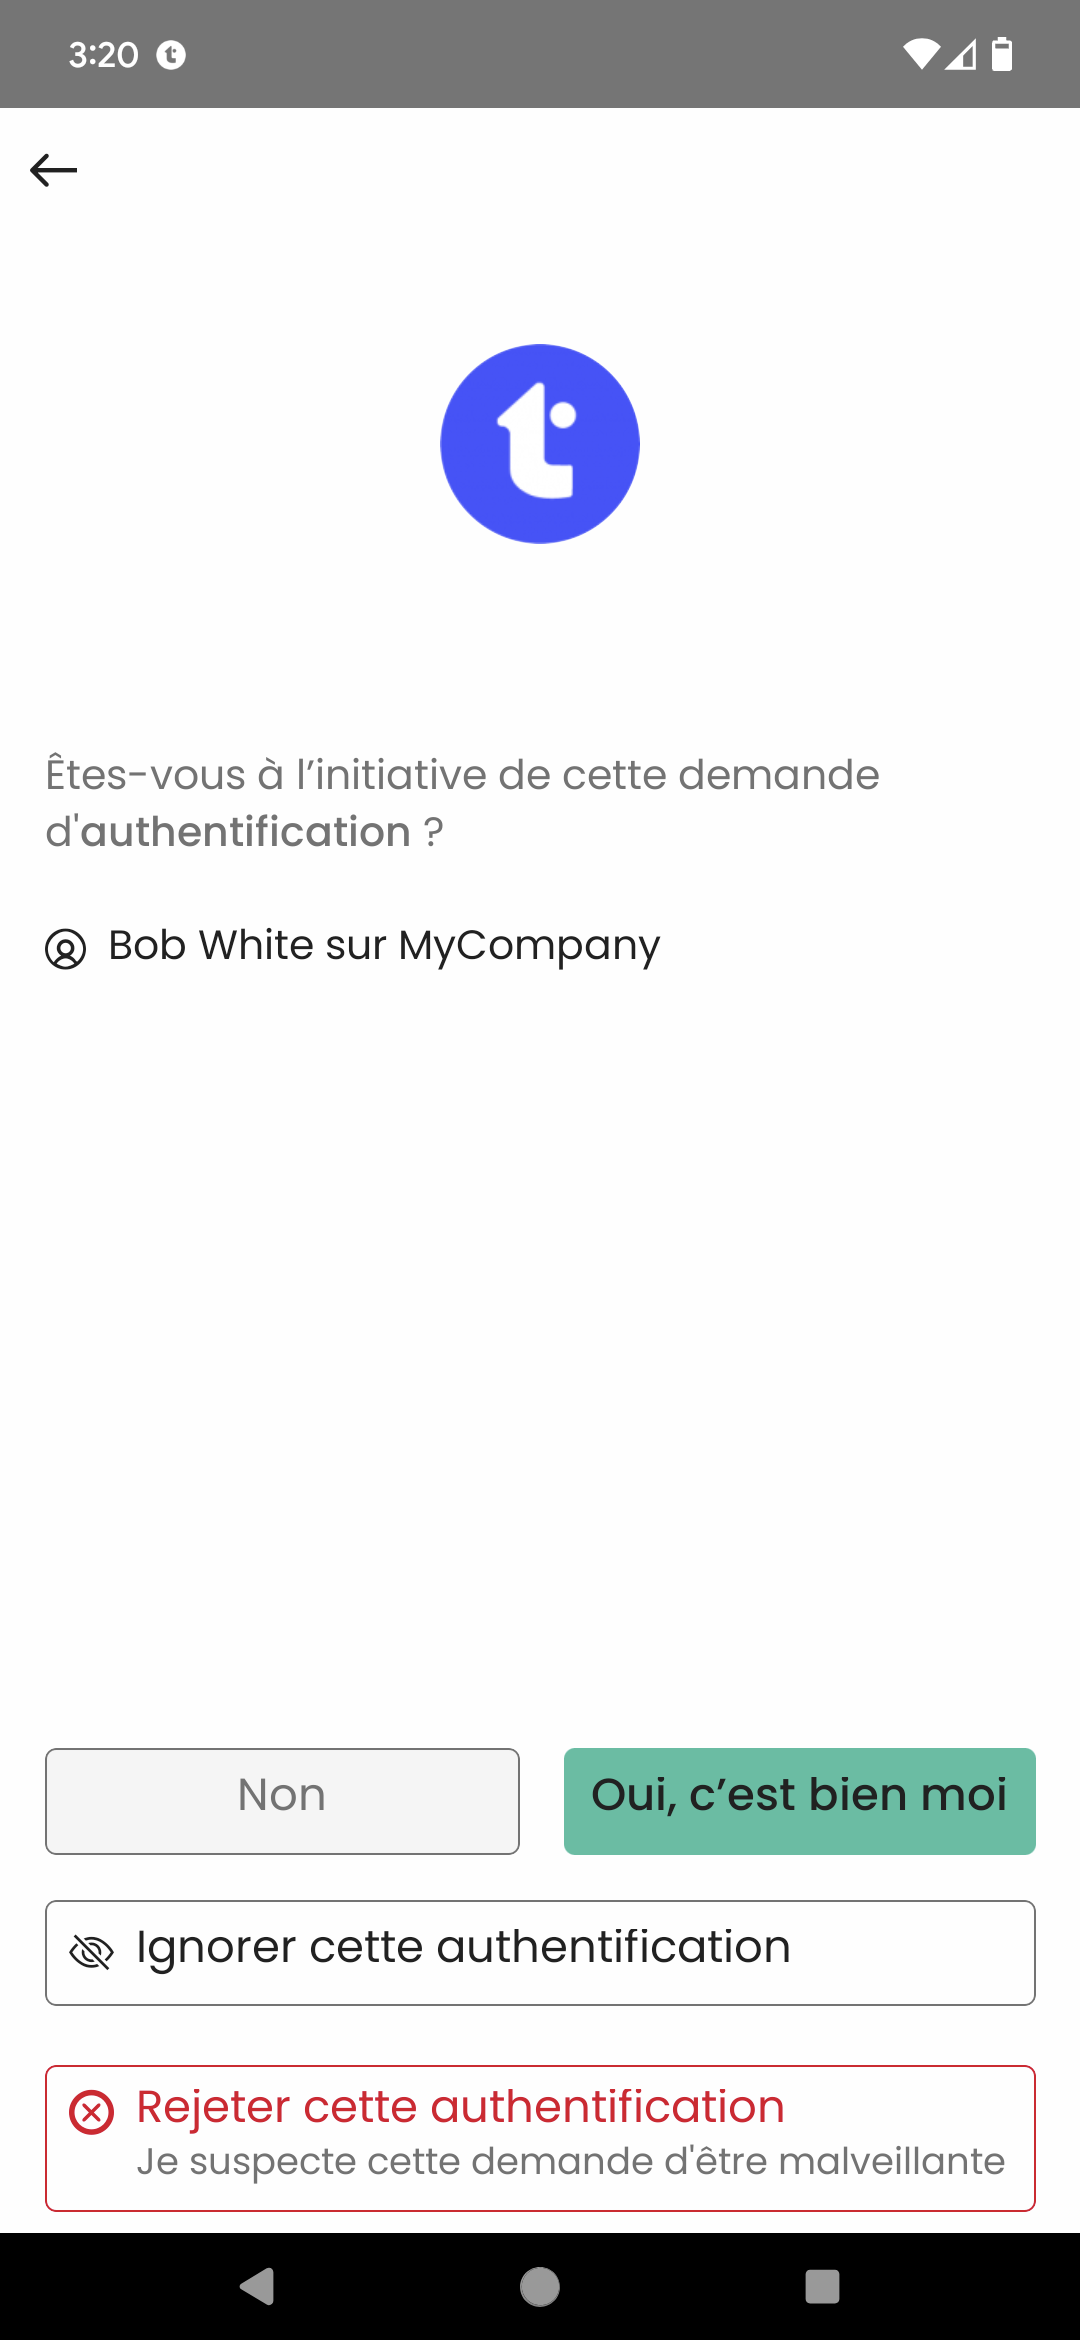 3:20
Êtes-vous à l’initiative de cette demande
d'authentification ?
Bob White sur MyCompany
Non
Oui, c’est bien moi
Ignorer cette authentification
Rejeter cette authentification
Je suspecte cette demande d'être malveillante